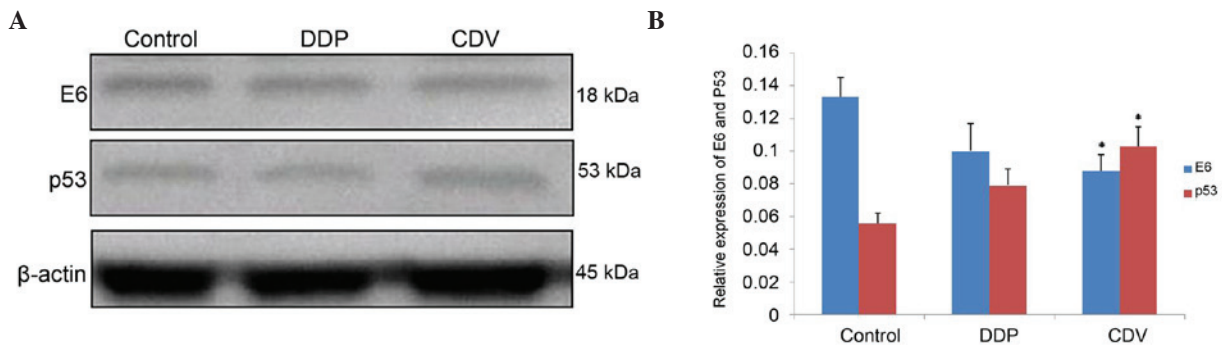 A
Control DDP CDV
E6 18 kDa
p53 53 kDa
β-actin 45 kDa
B
Relative expression of E6 and P53
0.16
0.14
0.12
0.1
0.08
0.06
0.04
0.02
0
* *
E6
p53
Control DDP CDV